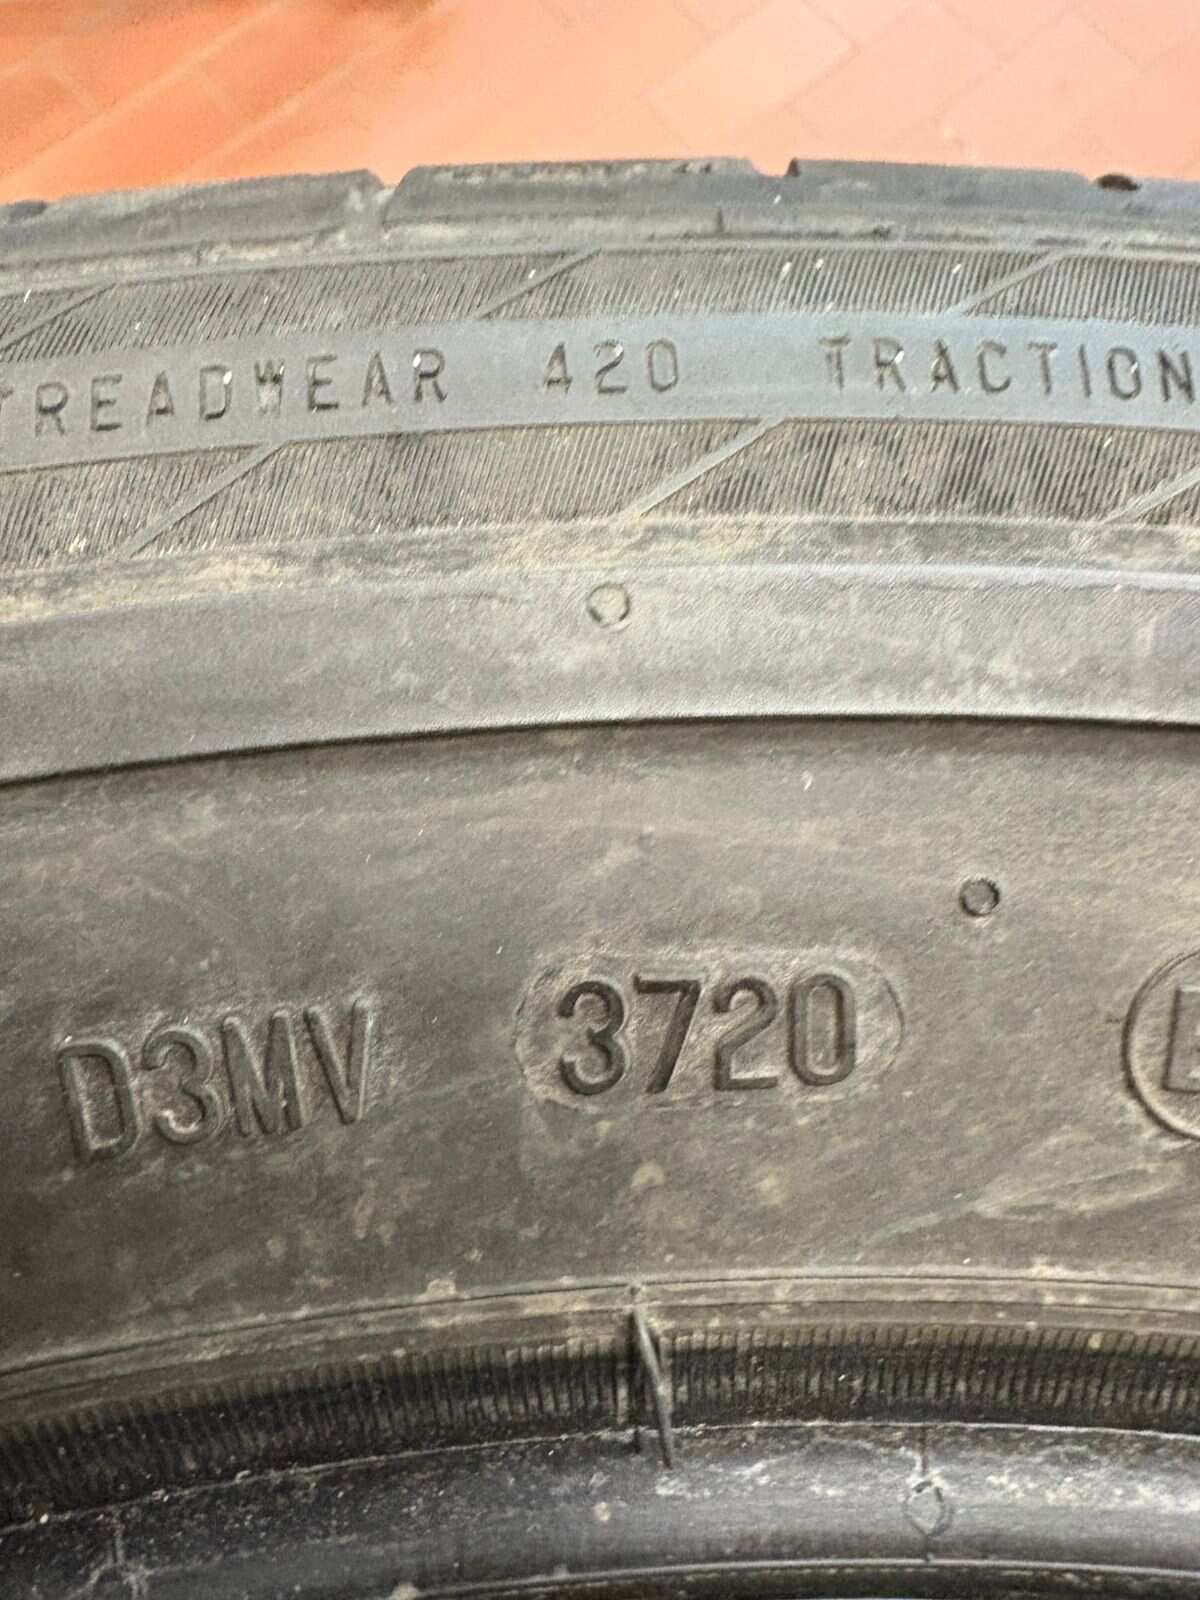 TREADWEAR 420 TRACTION
D3MV 3720